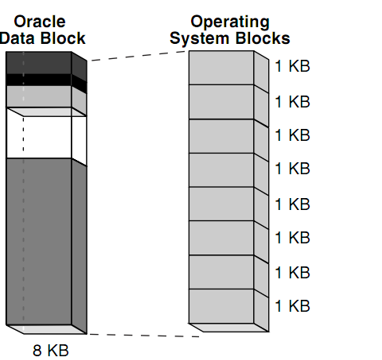 Oracle
Data Block
Operating
System Blocks
1 KB
1 KB
1 KB
1 KB
1 KB
1 KB
1 KB
1 KB
8 KB